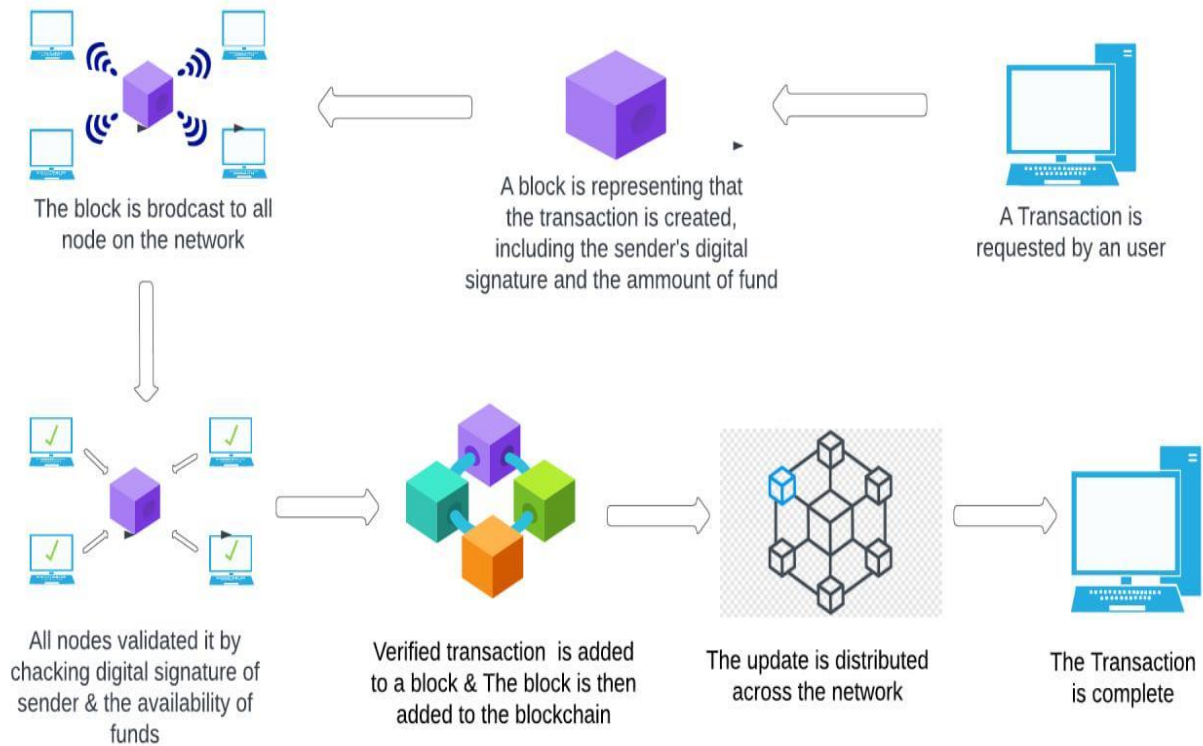 The block is brodcast to all
node on the network
A block is representing that
the transaction is created,
including the sender's digital
signature and the ammount of fund
A Transaction is
requested by an user
All nodes validated it by
chacking digital signature of
sender & the availability of
funds
Verified transaction is added
to a block & The block is then
added to the blockchain
The update is distributed
across the network
The Transaction
is complete